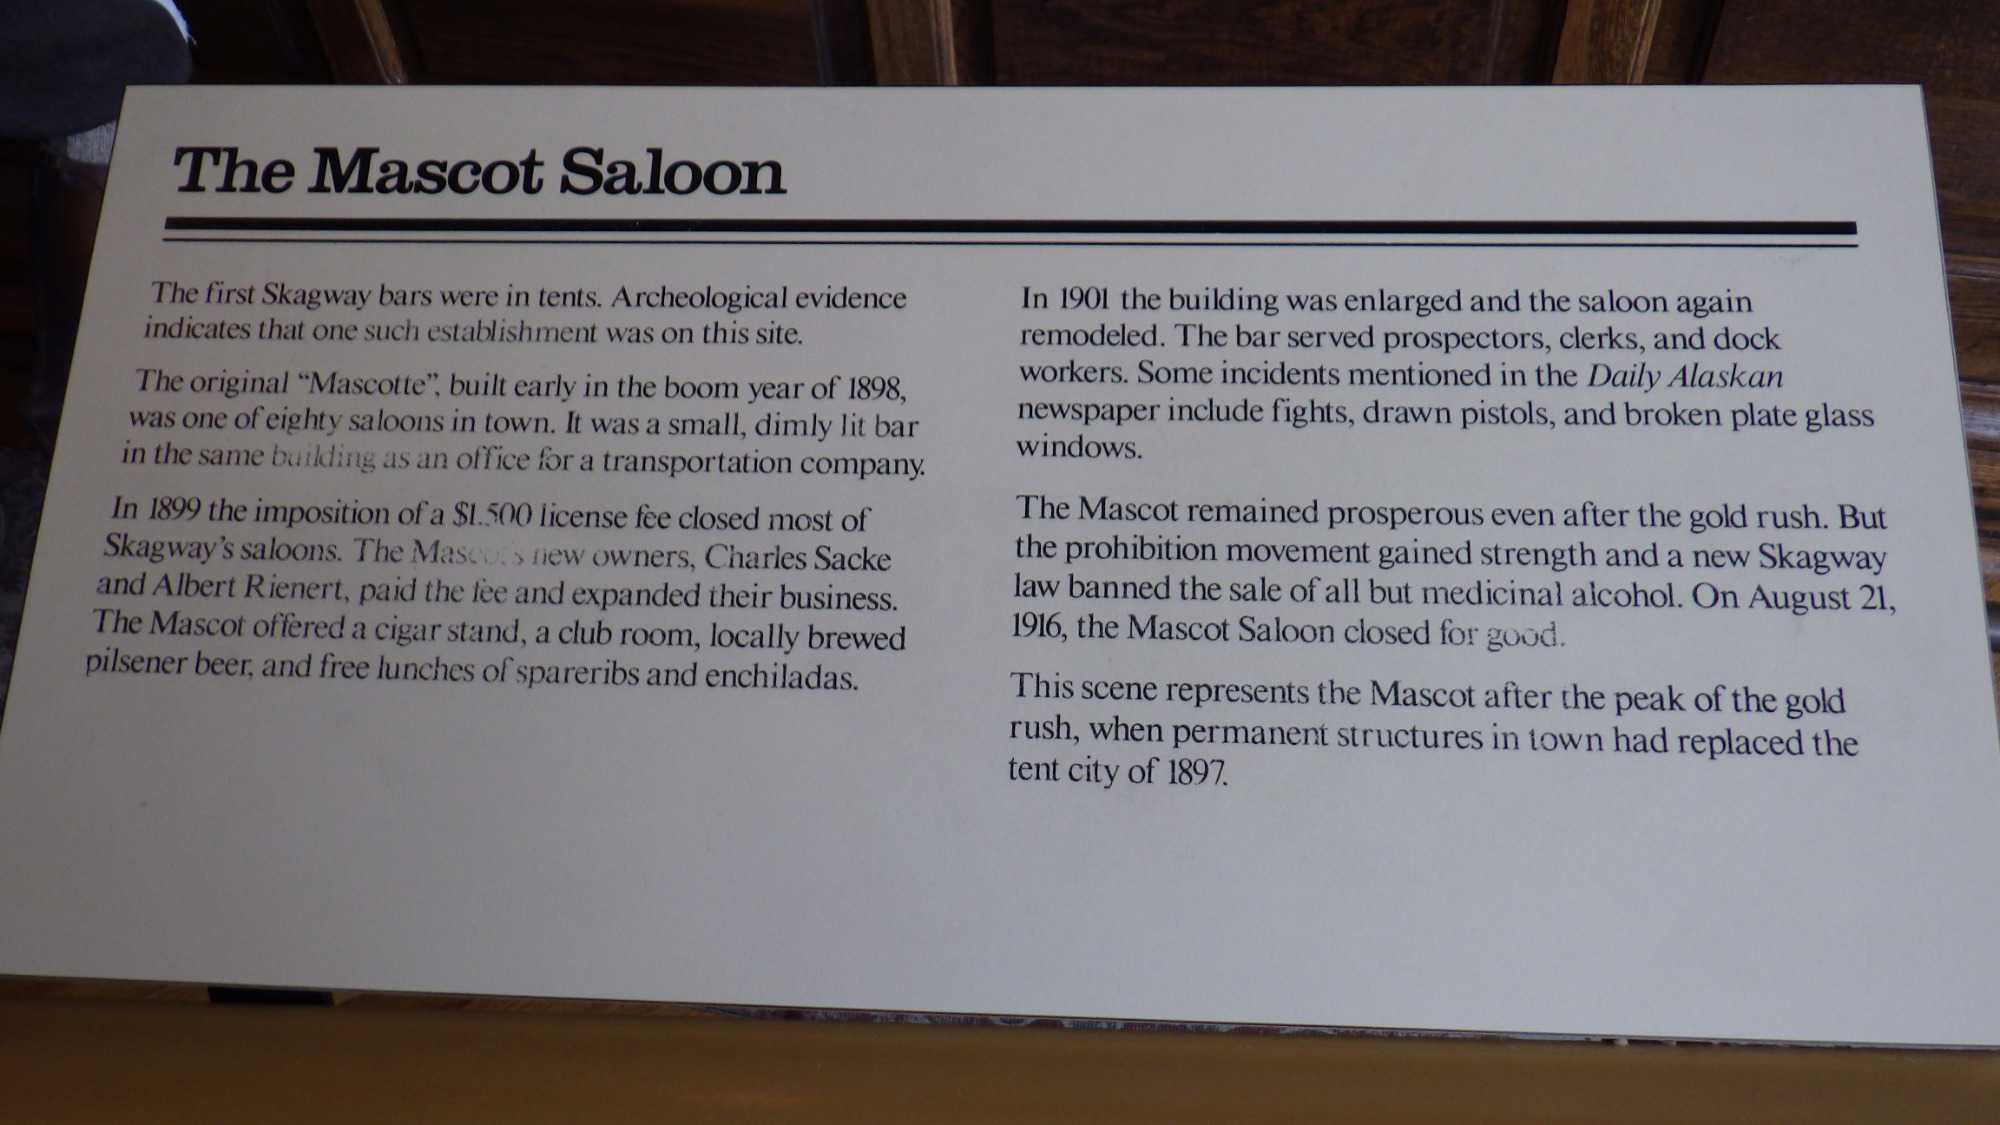 The Mascot Saloon
The first Skagway bars were in tents. Archeological evidence
indicates that one such establishment was on this site.
The original “Mascotte”, built early in the boom year of 1898,
was one of eighty saloons in town. It was a small, dimly lit bar
in the same building as an office for a transportation company.
In 1899 the imposition of a $1,500 license fee closed most of
Skagway's saloons. The Mascot's new owners, Charles Sacke
and Albert Rienert, paid the fee and expanded their business.
The Mascot offered a cigar stand, a club room, locally brewed
pilsener beer, and free lunches of spareribs and enchiladas.
In 1901 the building was enlarged and the saloon again
remodeled. The bar served prospectors, clerks, and dock
workers. Some incidents mentioned in the Daily Alaskan
newspaper include fights, drawn pistols, and broken plate glass
windows.
The Mascot remained prosperous even after the gold rush. But
the prohibition movement gained strength and a new Skagway
law banned the sale of all but medicinal alcohol. On August 21,
1916, the Mascot Saloon closed for good.
This scene represents the Mascot after the peak of the gold
rush, when permanent structures in town had replaced the
tent city of 1897.